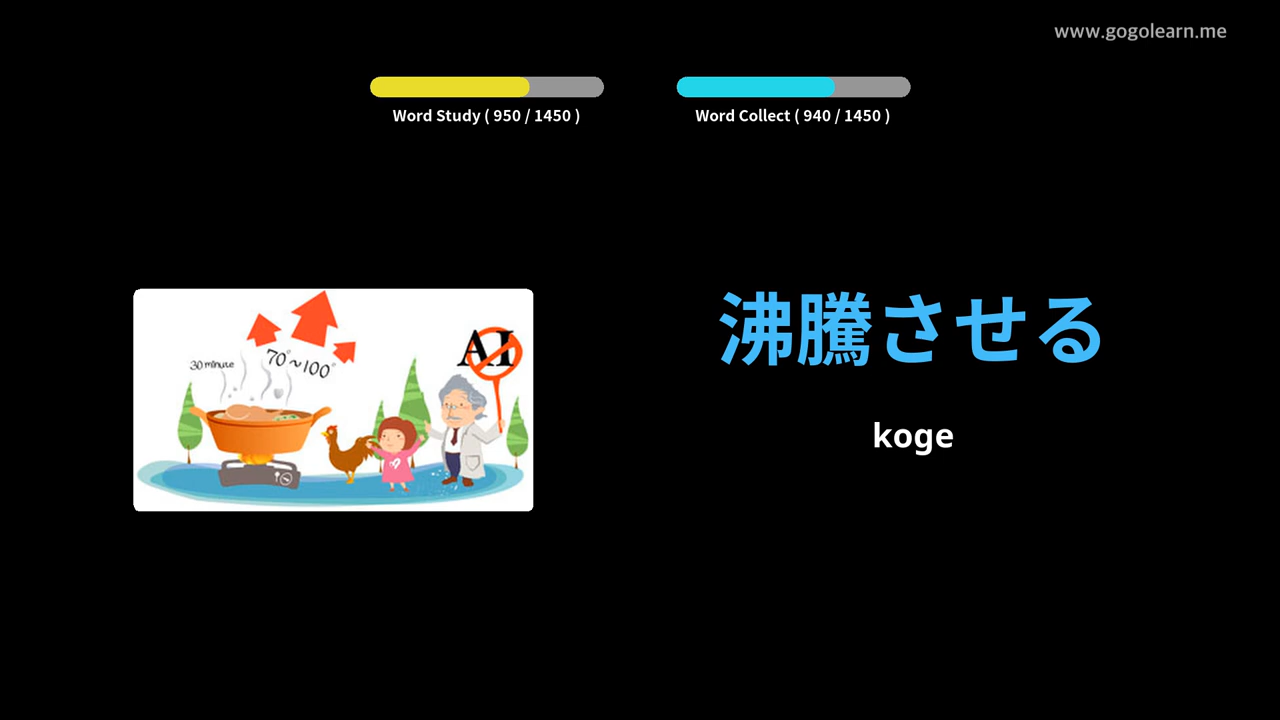 www.gogolearn.me
Word Study ( 950 / 1450 )
Word Collect ( 940 / 1450 )
30 minute
70°~100°
AI
沸騰させる
koge